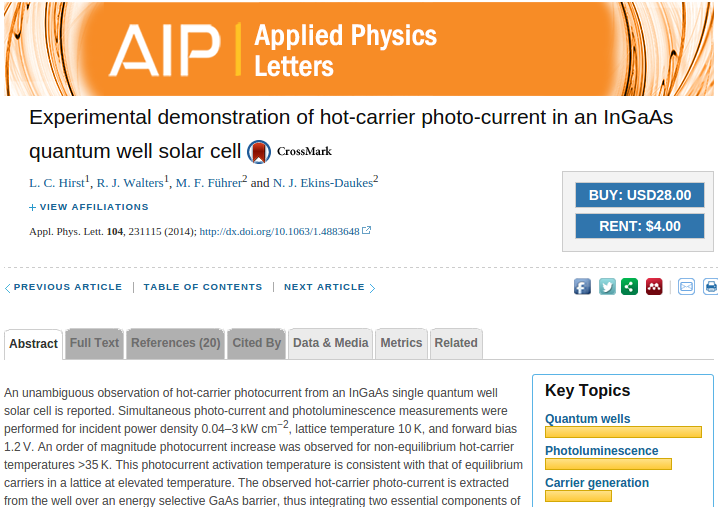 AIP Applied Physics
Letters
Experimental demonstration of hot-carrier photo-current in an InGaAs
quantum well solar cell CrossMark
L. C. Hirst1, R. J. Walters1, M. F. Führer2 and N. J. Ekins-Daukes2
+ VIEW AFFILIATIONS
Appl. Phys. Lett. 104, 231115 (2014); http://dx.doi.org/10.1063/1.4883648
BUY: USD28.00
RENT: $4.00
PREVIOUS ARTICLE | TABLE OF CONTENTS | NEXT ARTICLE
Abstract Full Text References (20) Cited By Data & Media Metrics Related
An unambiguous observation of hot-carrier photocurrent from an InGaAs single quantum well
solar cell is reported. Simultaneous photo-current and photoluminescence measurements were
performed for incident power density 0.04–3 kW cm−2, lattice temperature 10 K, and forward bias
1.2 V. An order of magnitude photocurrent increase was observed for non-equilibrium hot-carrier
temperatures >35 K. This photocurrent activation temperature is consistent with that of equilibrium
carriers in a lattice at elevated temperature. The observed hot-carrier photo-current is extracted
from the well over an energy selective GaAs barrier, thus integrating two essential components of
Key Topics
Quantum wells
Photoluminescence
Carrier generation